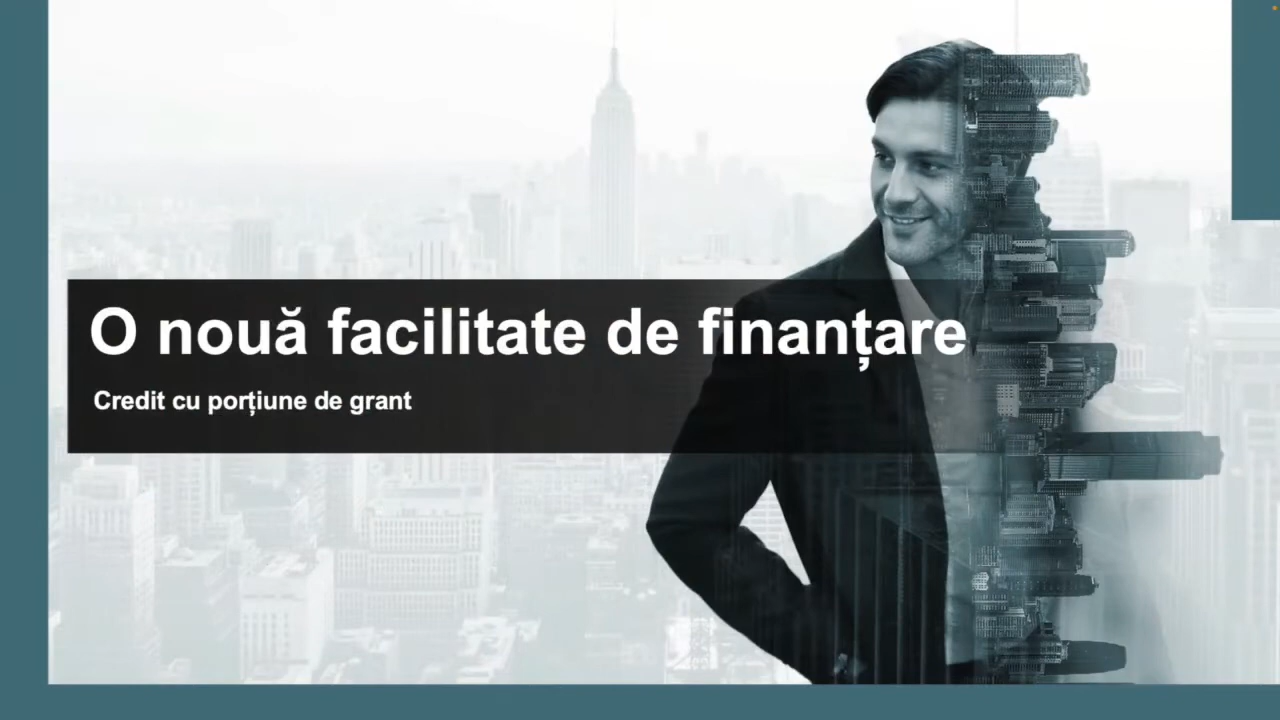 O nouă facilitate de finanțare
Credit cu porțiune de grant